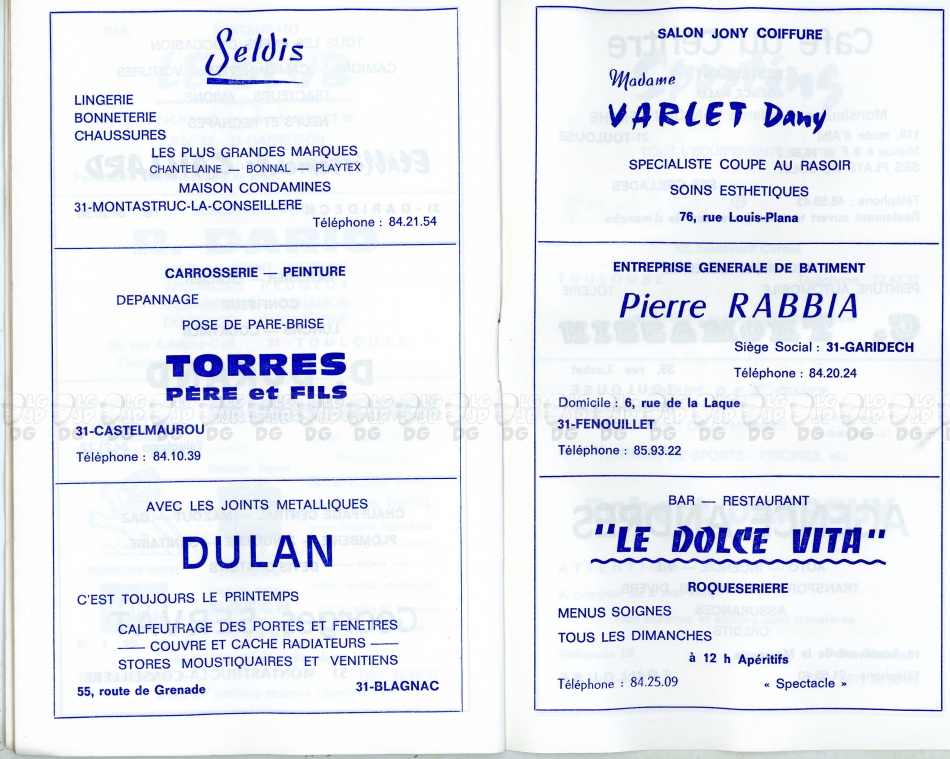 Seldis
LINGERIE
BONNETERIE
CHAUSSURES
LES PLUS GRANDES MARQUES
CHANTELAINE — BONNAL — PLAYTEX
MAISON CONDAMINES
31-MONTASTRUC-LA-CONSEILLERE
Téléphone : 84.21.54
CARROSSERIE — PEINTURE
DEPANNAGE
POSE DE PARE-BRISE
TORRES
PÈRE et FILS
31-CASTELMAUROU
Téléphone : 84.10.39
AVEC LES JOINTS METALLIQUES
DULAN
C'EST TOUJOURS LE PRINTEMPS
CALFEUTRAGE DES PORTES ET FENETRES
— COUVRE ET CACHE RADIATEURS —
STORES MOUSTIQUAIRES ET VENITIENS
55, route de Grenade 31-BLAGNAC
SALON JONY COIFFURE
Madame
VARLET Dany
SPECIALISTE COUPE AU RASOIR
SOINS ESTHETIQUES
76, rue Louis-Plana
ENTREPRISE GENERALE DE BATIMENT
Pierre RABBIA
Siège Social : 31-GARIDECH
Téléphone : 84.20.24
Domicile : 6, rue de la Laque
31-FENOUILLET
Téléphone : 85.93.22
BAR — RESTAURANT
"LE DOLCE VITA"
ROQUESERIERE
MENUS SOIGNES
TOUS LES DIMANCHES
à 12 h Apéritifs
Téléphone : 84.25.09 « Spectacle »